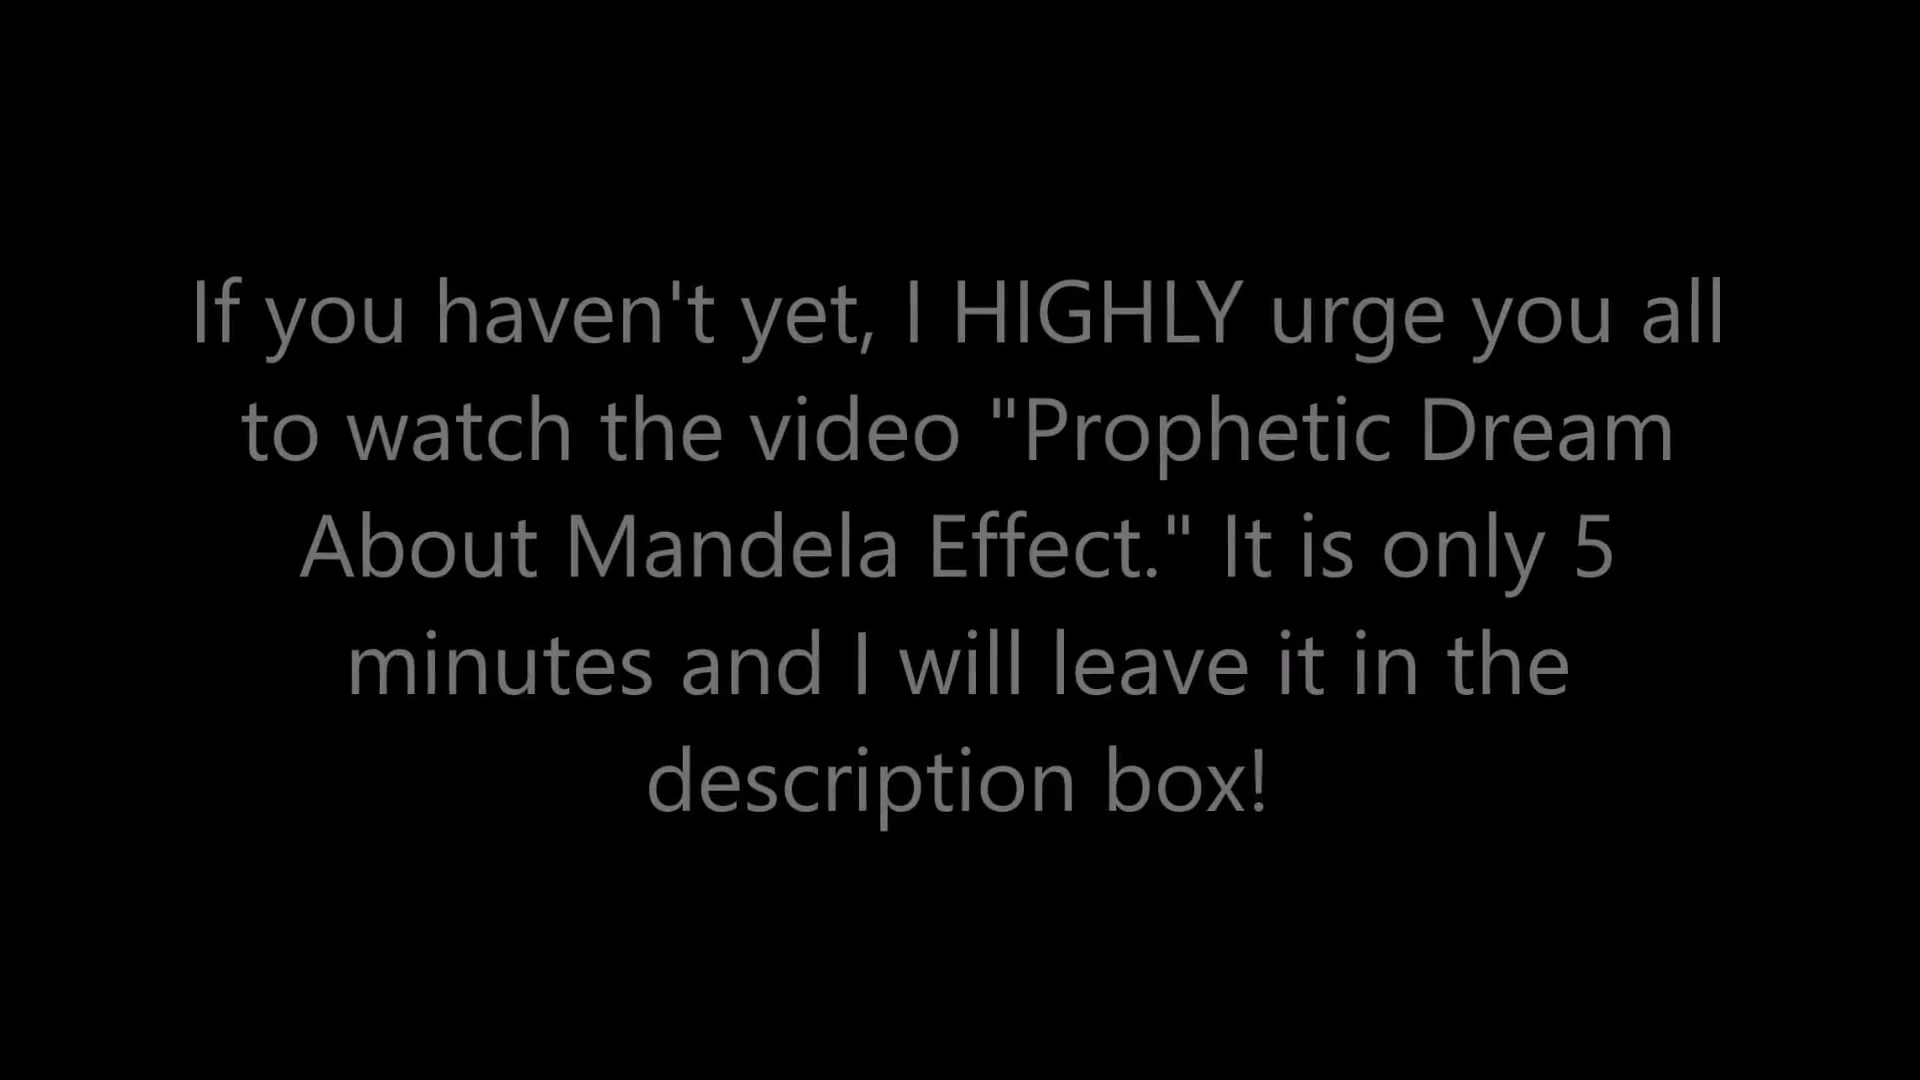 If you haven't yet, I HIGHLY urge you all
to watch the video "Prophetic Dream
About Mandela Effect." It is only 5
minutes and I will leave it in the
description box!